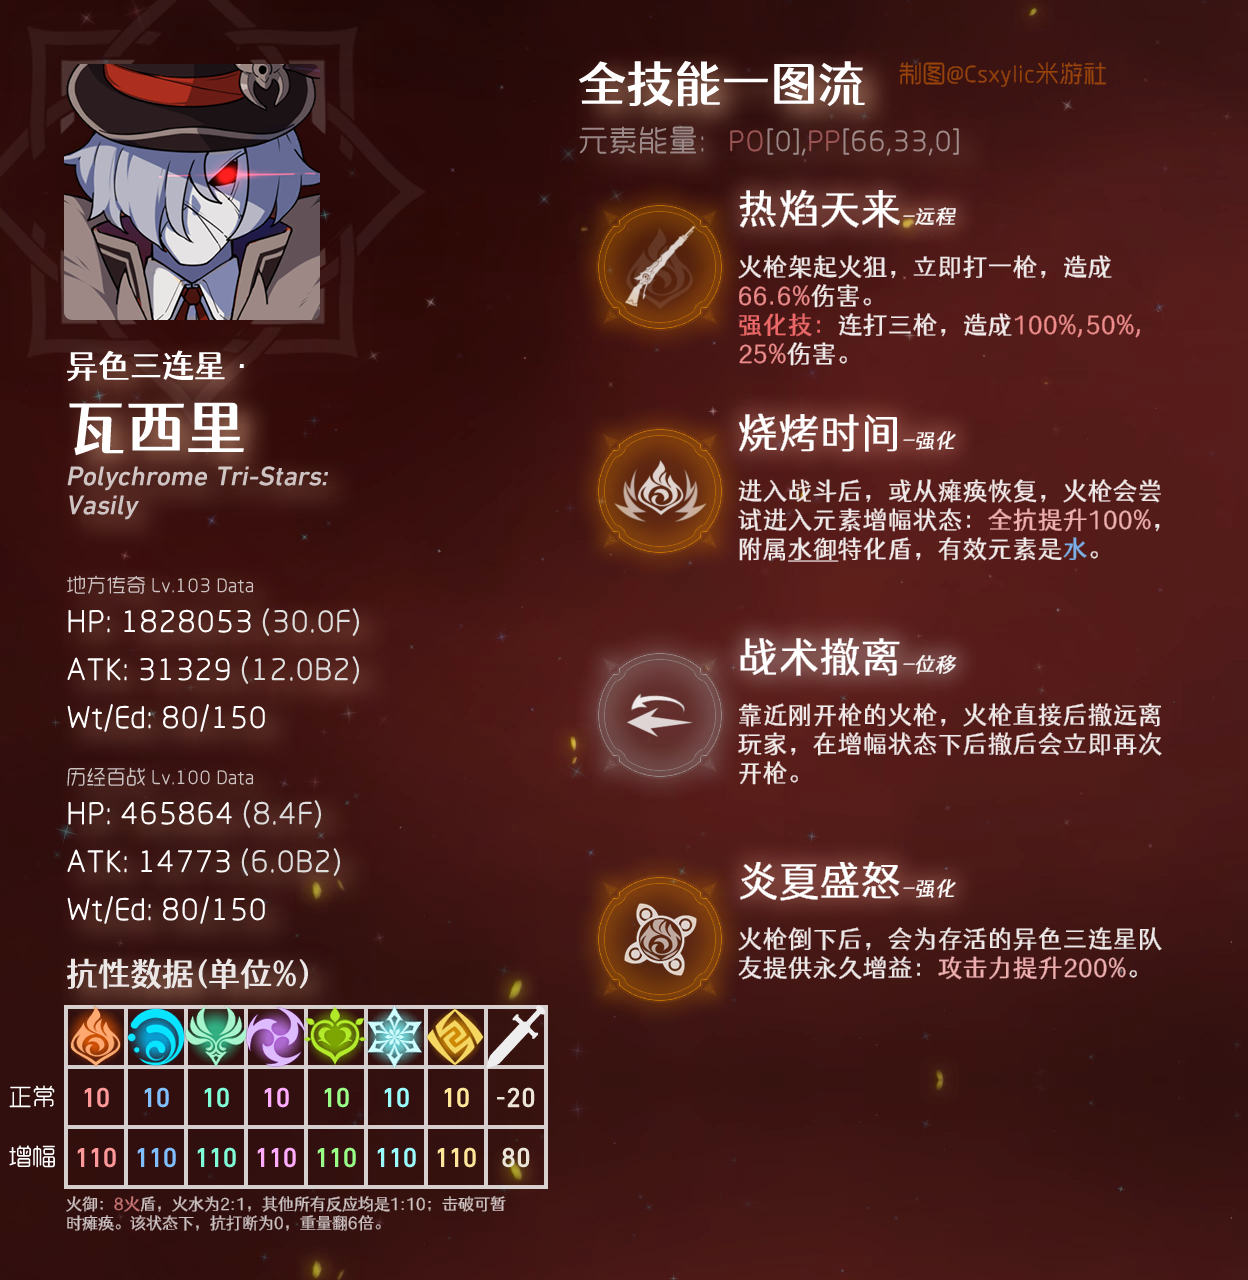 全技能一图流
制图@Csxylic米游社
元素能量：PO[0],PP[66,33,0]
异色三连星·
瓦西里
Polychrome Tri-Stars:
Vasily
地方传奇 Lv.103 Data
HP: 1828053 (30.0F)
ATK: 31329 (12.0B2)
Wt/Ed: 80/150
历经百战 Lv.100 Data
HP: 465864 (8.4F)
ATK: 14773 (6.0B2)
Wt/Ed: 80/150
抗性数据(单位%)
正常 10 10 10 10 10 10 10 -20
增幅 110 110 110 110 110 110 110 80
火御：8火盾，火水为2:1，其他所有反应均是1:10；击破可暂
时瘫痪。该状态下，抗打断为0，重量翻6倍。
热焰天来–远程
火枪架起火狙，立即打一枪，造成
66.6%伤害。
强化技：连打三枪，造成100%,50%,
25%伤害。
烧烤时间–强化
进入战斗后，或从瘫痪恢复，火枪会尝
试进入元素增幅状态：全抗提升100%，
附属水御特化盾，有效元素是水。
战术撤离–位移
靠近刚开枪的火枪，火枪直接后撤远离
玩家，在增幅状态下后撤后会立即再次
开枪。
炎夏盛怒–强化
火枪倒下后，会为存活的异色三连星队
友提供永久增益：攻击力提升200%。